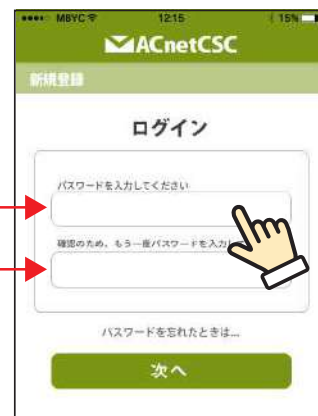 MBYC 12:15 15%
ACnetCSC
新規登録
ログイン
パスワードを入力してください
確認のため、もう一度パスワードを入力し
パスワードを忘れたときは...
次へ